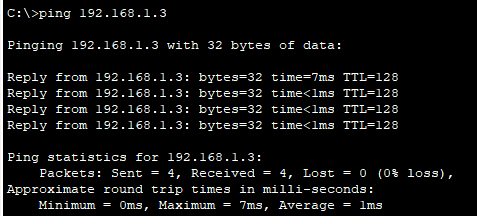 C:\>ping 192.168.1.3
Pinging 192.168.1.3 with 32 bytes of data:
Reply from 192.168.1.3: bytes=32 time=7ms TTL=128
Reply from 192.168.1.3: bytes=32 time<1ms TTL=128
Reply from 192.168.1.3: bytes=32 time<1ms TTL=128
Reply from 192.168.1.3: bytes=32 time<1ms TTL=128
Ping statistics for 192.168.1.3:
Packets: Sent = 4, Received = 4, Lost = 0 (0% loss),
Approximate round trip times in milli-seconds:
Minimum = 0ms, Maximum = 7ms, Average = 1ms